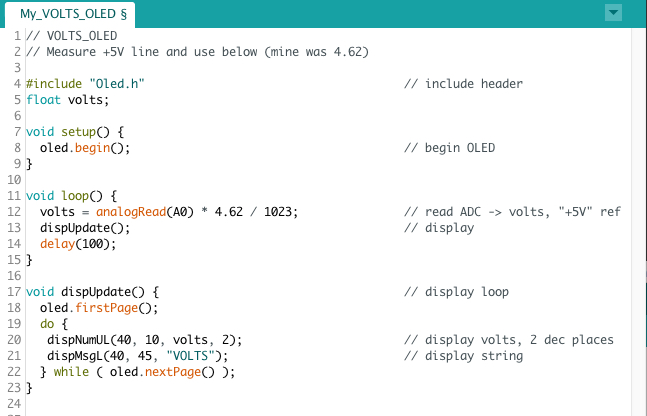 My_VOLTS_OLED §
1 // VOLTS_OLED
2 // Measure +5V line and use below (mine was 4.62)
3
4 #include "Oled.h" // include header
5 float volts;
6
7 void setup() {
8 oled.begin(); // begin OLED
9 }
10
11 void loop() {
12 volts = analogRead(A0) * 4.62 / 1023; // read ADC -> volts, "+5V" ref
13 dispUpdate(); // display
14 delay(100);
15 }
16
17 void dispUpdate() { // display loop
18 oled.firstPage();
19 do {
20 dispNumUL(40, 10, volts, 2); // display volts, 2 dec places
21 dispMsgL(40, 45, "VOLTS"); // display string
22 } while ( oled.nextPage() );
23 }
24